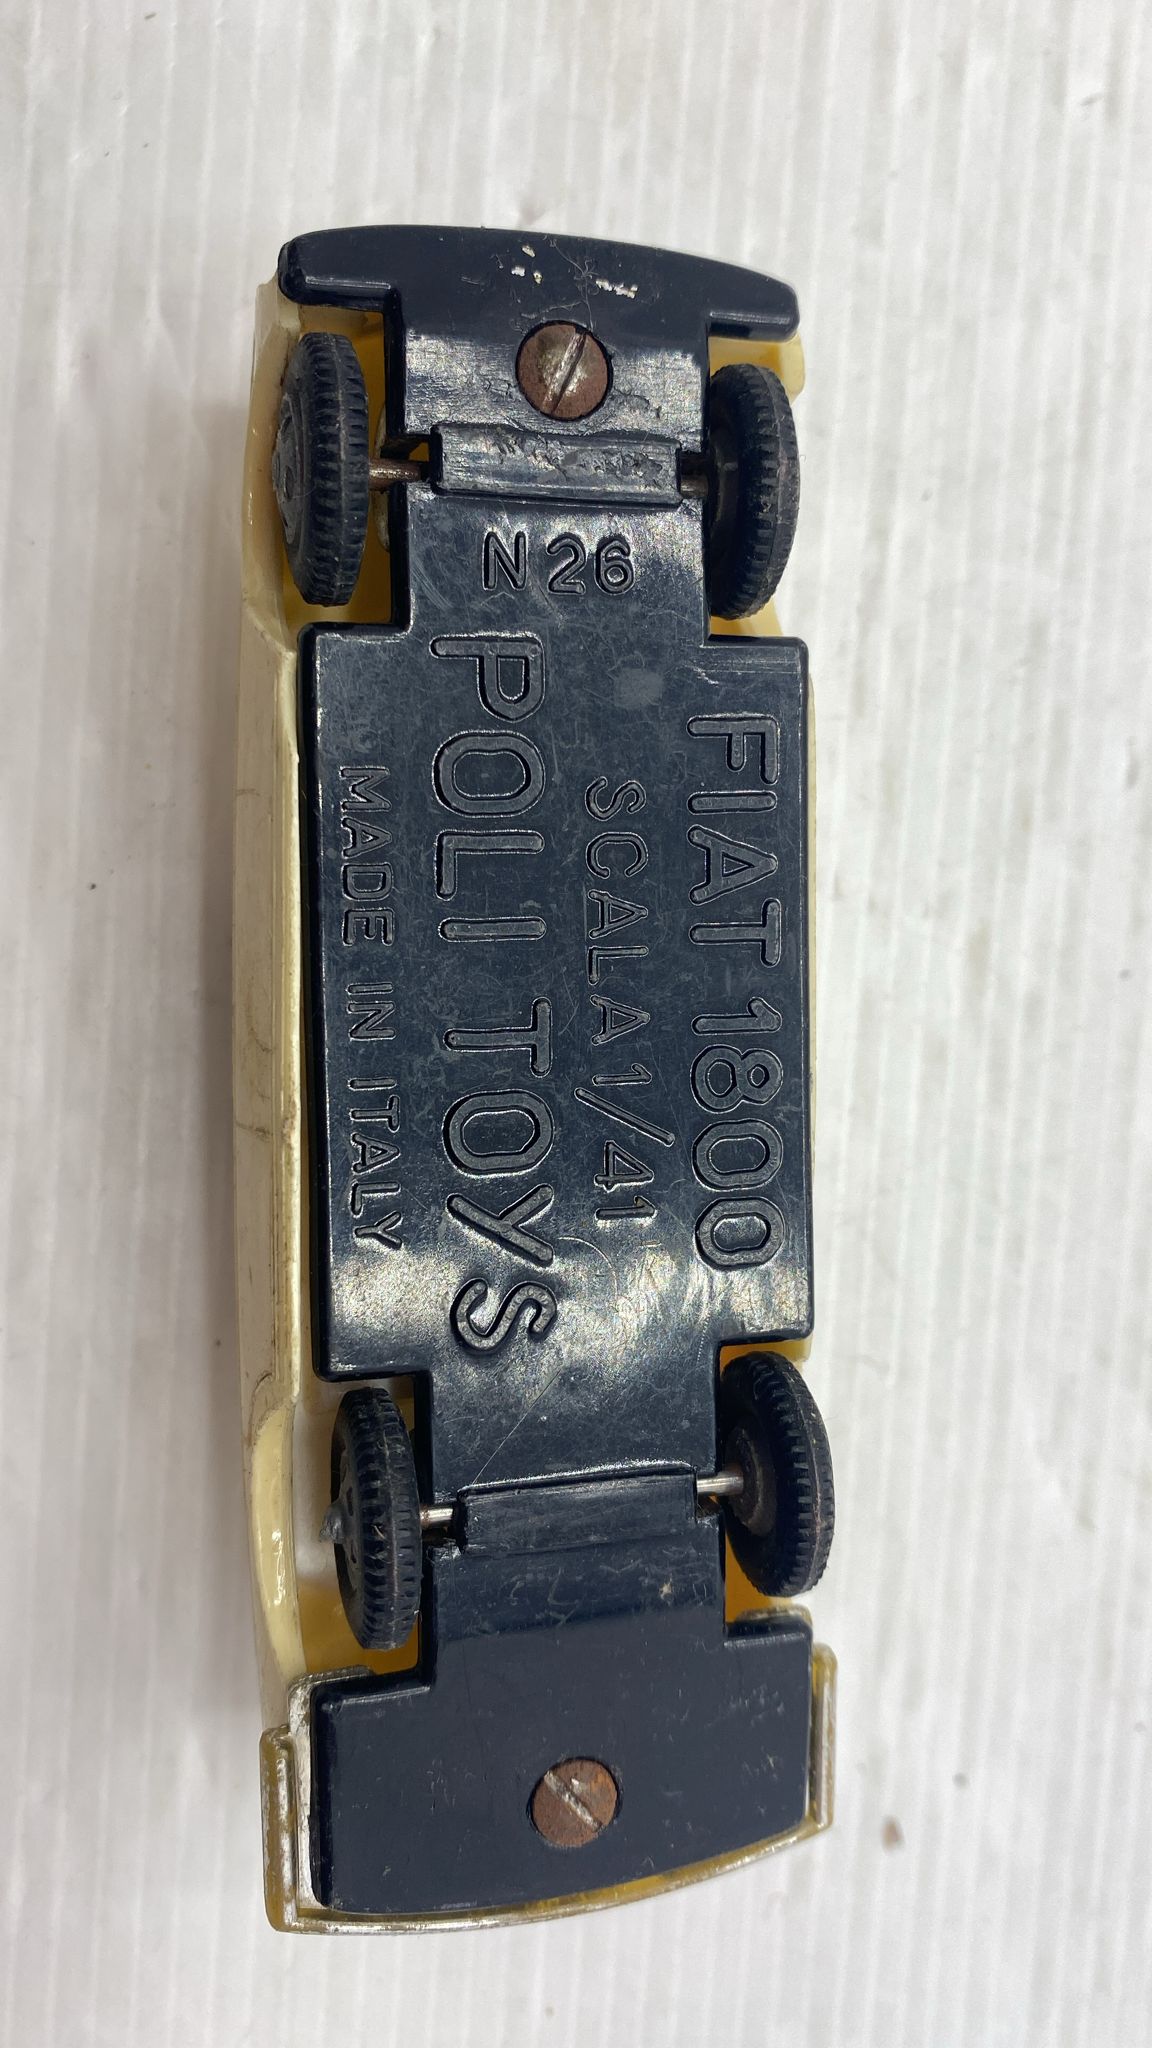 N 26
FIAT 1800
SCALA 1/41
POLI TOYS
MADE IN ITALY